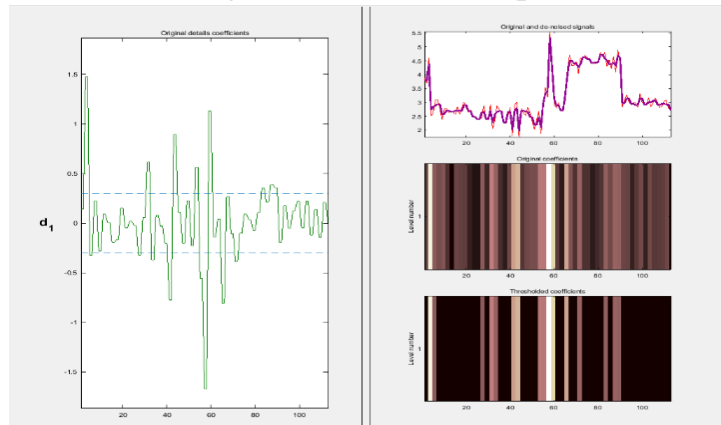 Original details coefficients
1.5
1
0.5
0
-0.5
-1
-1.5
d1
20 40 60 80 100
Original and de-noised signals
5.5
5
4.5
4
3.5
3
2.5
2
20 40 60 80 100
Original coefficients
Level number
1
20 40 60 80 100
Thresholded coefficients
Level number
1
20 40 60 80 100